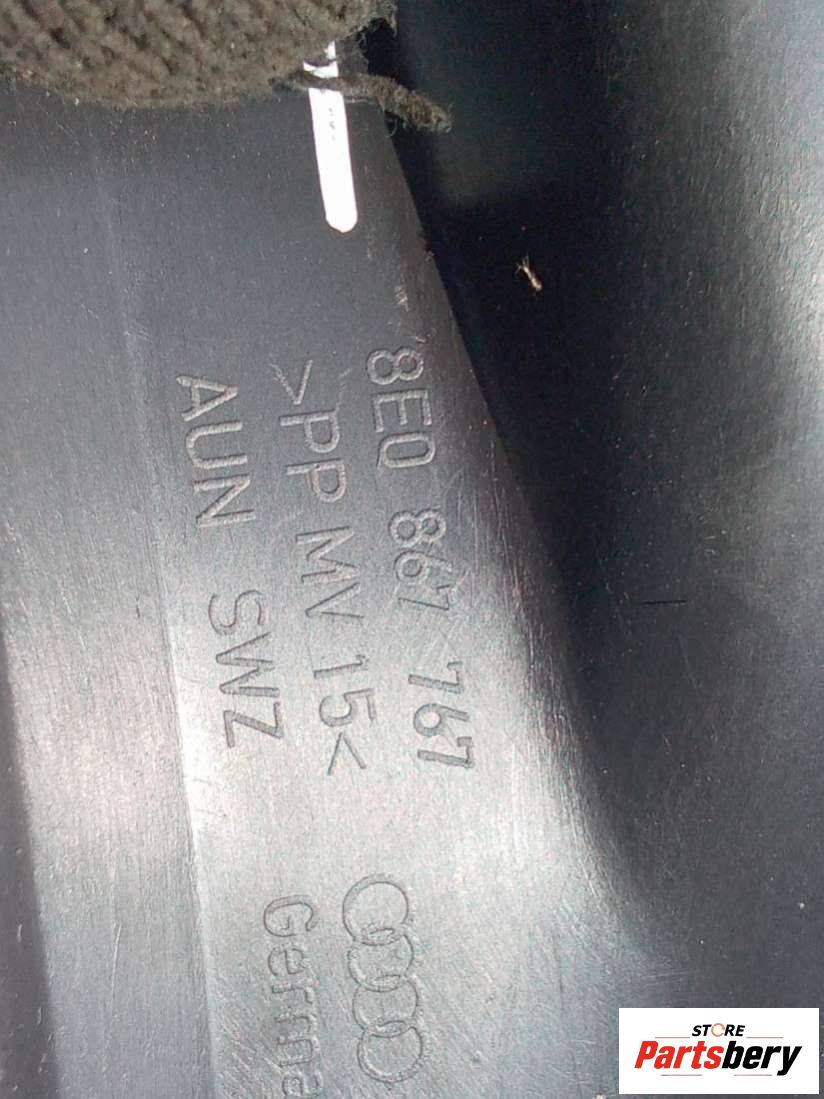 8E0 867 767
>PP MV 15<
AUN SWZ
Germa
STORE
Partsbery